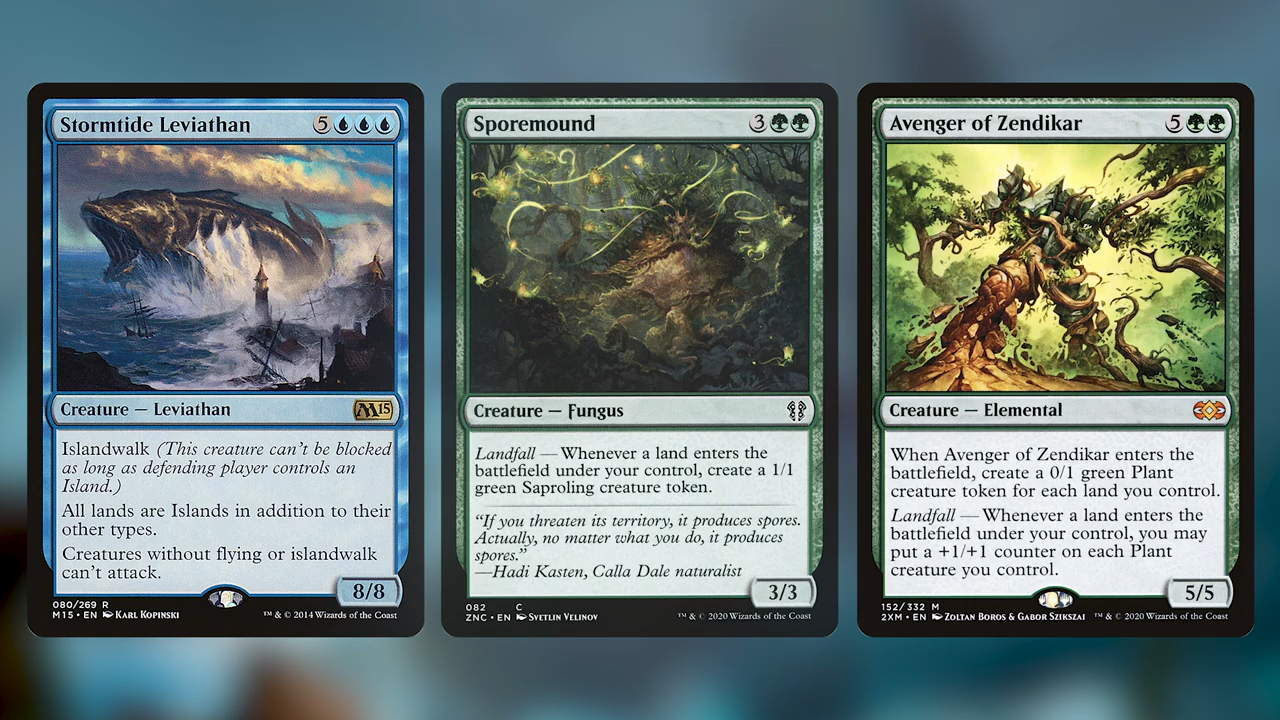 Stormtide Leviathan 5
Creature — Leviathan M15
Islandwalk (This creature can't be blocked
as long as defending player controls an
Island.)
All lands are Islands in addition to their
other types.
Creatures without flying or islandwalk
can't attack.
8/8
080/269 R
M15 • EN Karl Kopinski ™ & © 2014 Wizards of the Coast
Sporemound 3
Creature — Fungus
Landfall — Whenever a land enters the
battlefield under your control, create a 1/1
green Saproling creature token.
“If you threaten its territory, it produces spores.
Actually, no matter what you do, it produces
spores.”
—Hadi Kasten, Calla Dale naturalist
3/3
082 C
ZNC • EN Svetlin Velinov ™ & © 2020 Wizards of the Coast
Avenger of Zendikar 5
Creature — Elemental
When Avenger of Zendikar enters the
battlefield, create a 0/1 green Plant
creature token for each land you control.
Landfall — Whenever a land enters the
battlefield under your control, you may
put a +1/+1 counter on each Plant
creature you control.
5/5
152/332 M
2XM • EN Zoltan Boros & Gabor Szikszai ™ & © 2020 Wizards of the Coast